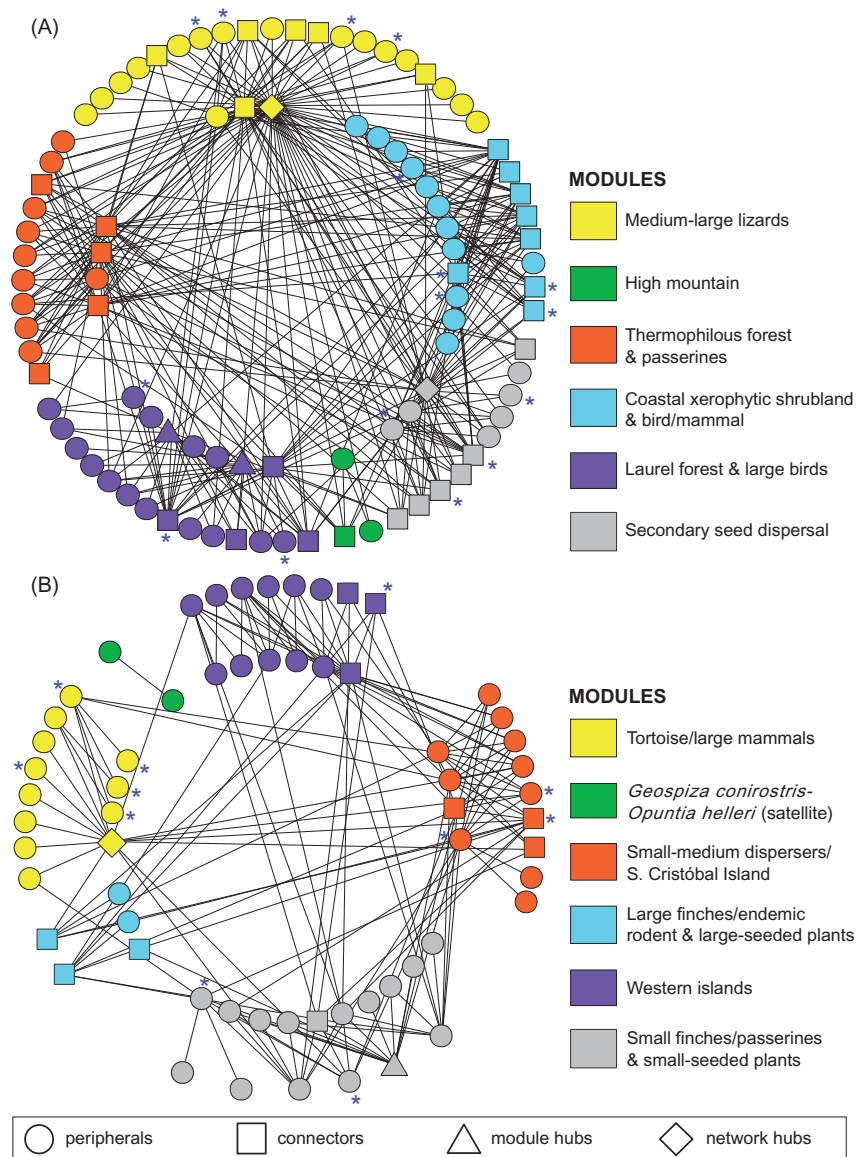 (A)
MODULES
Medium-large lizards
High mountain
Thermophilous forest
& passerines
Coastal xerophytic shrubland
& bird/mammal
Laurel forest & large birds
Secondary seed dispersal
(B)
MODULES
Tortoise/large mammals
Geospiza conirostris-
Opuntia helleri (satellite)
Small-medium dispersers/
S. Cristóbal Island
Large finches/endemic
rodent & large-seeded plants
Western islands
Small finches/passerines
& small-seeded plants
peripherals connectors module hubs network hubs